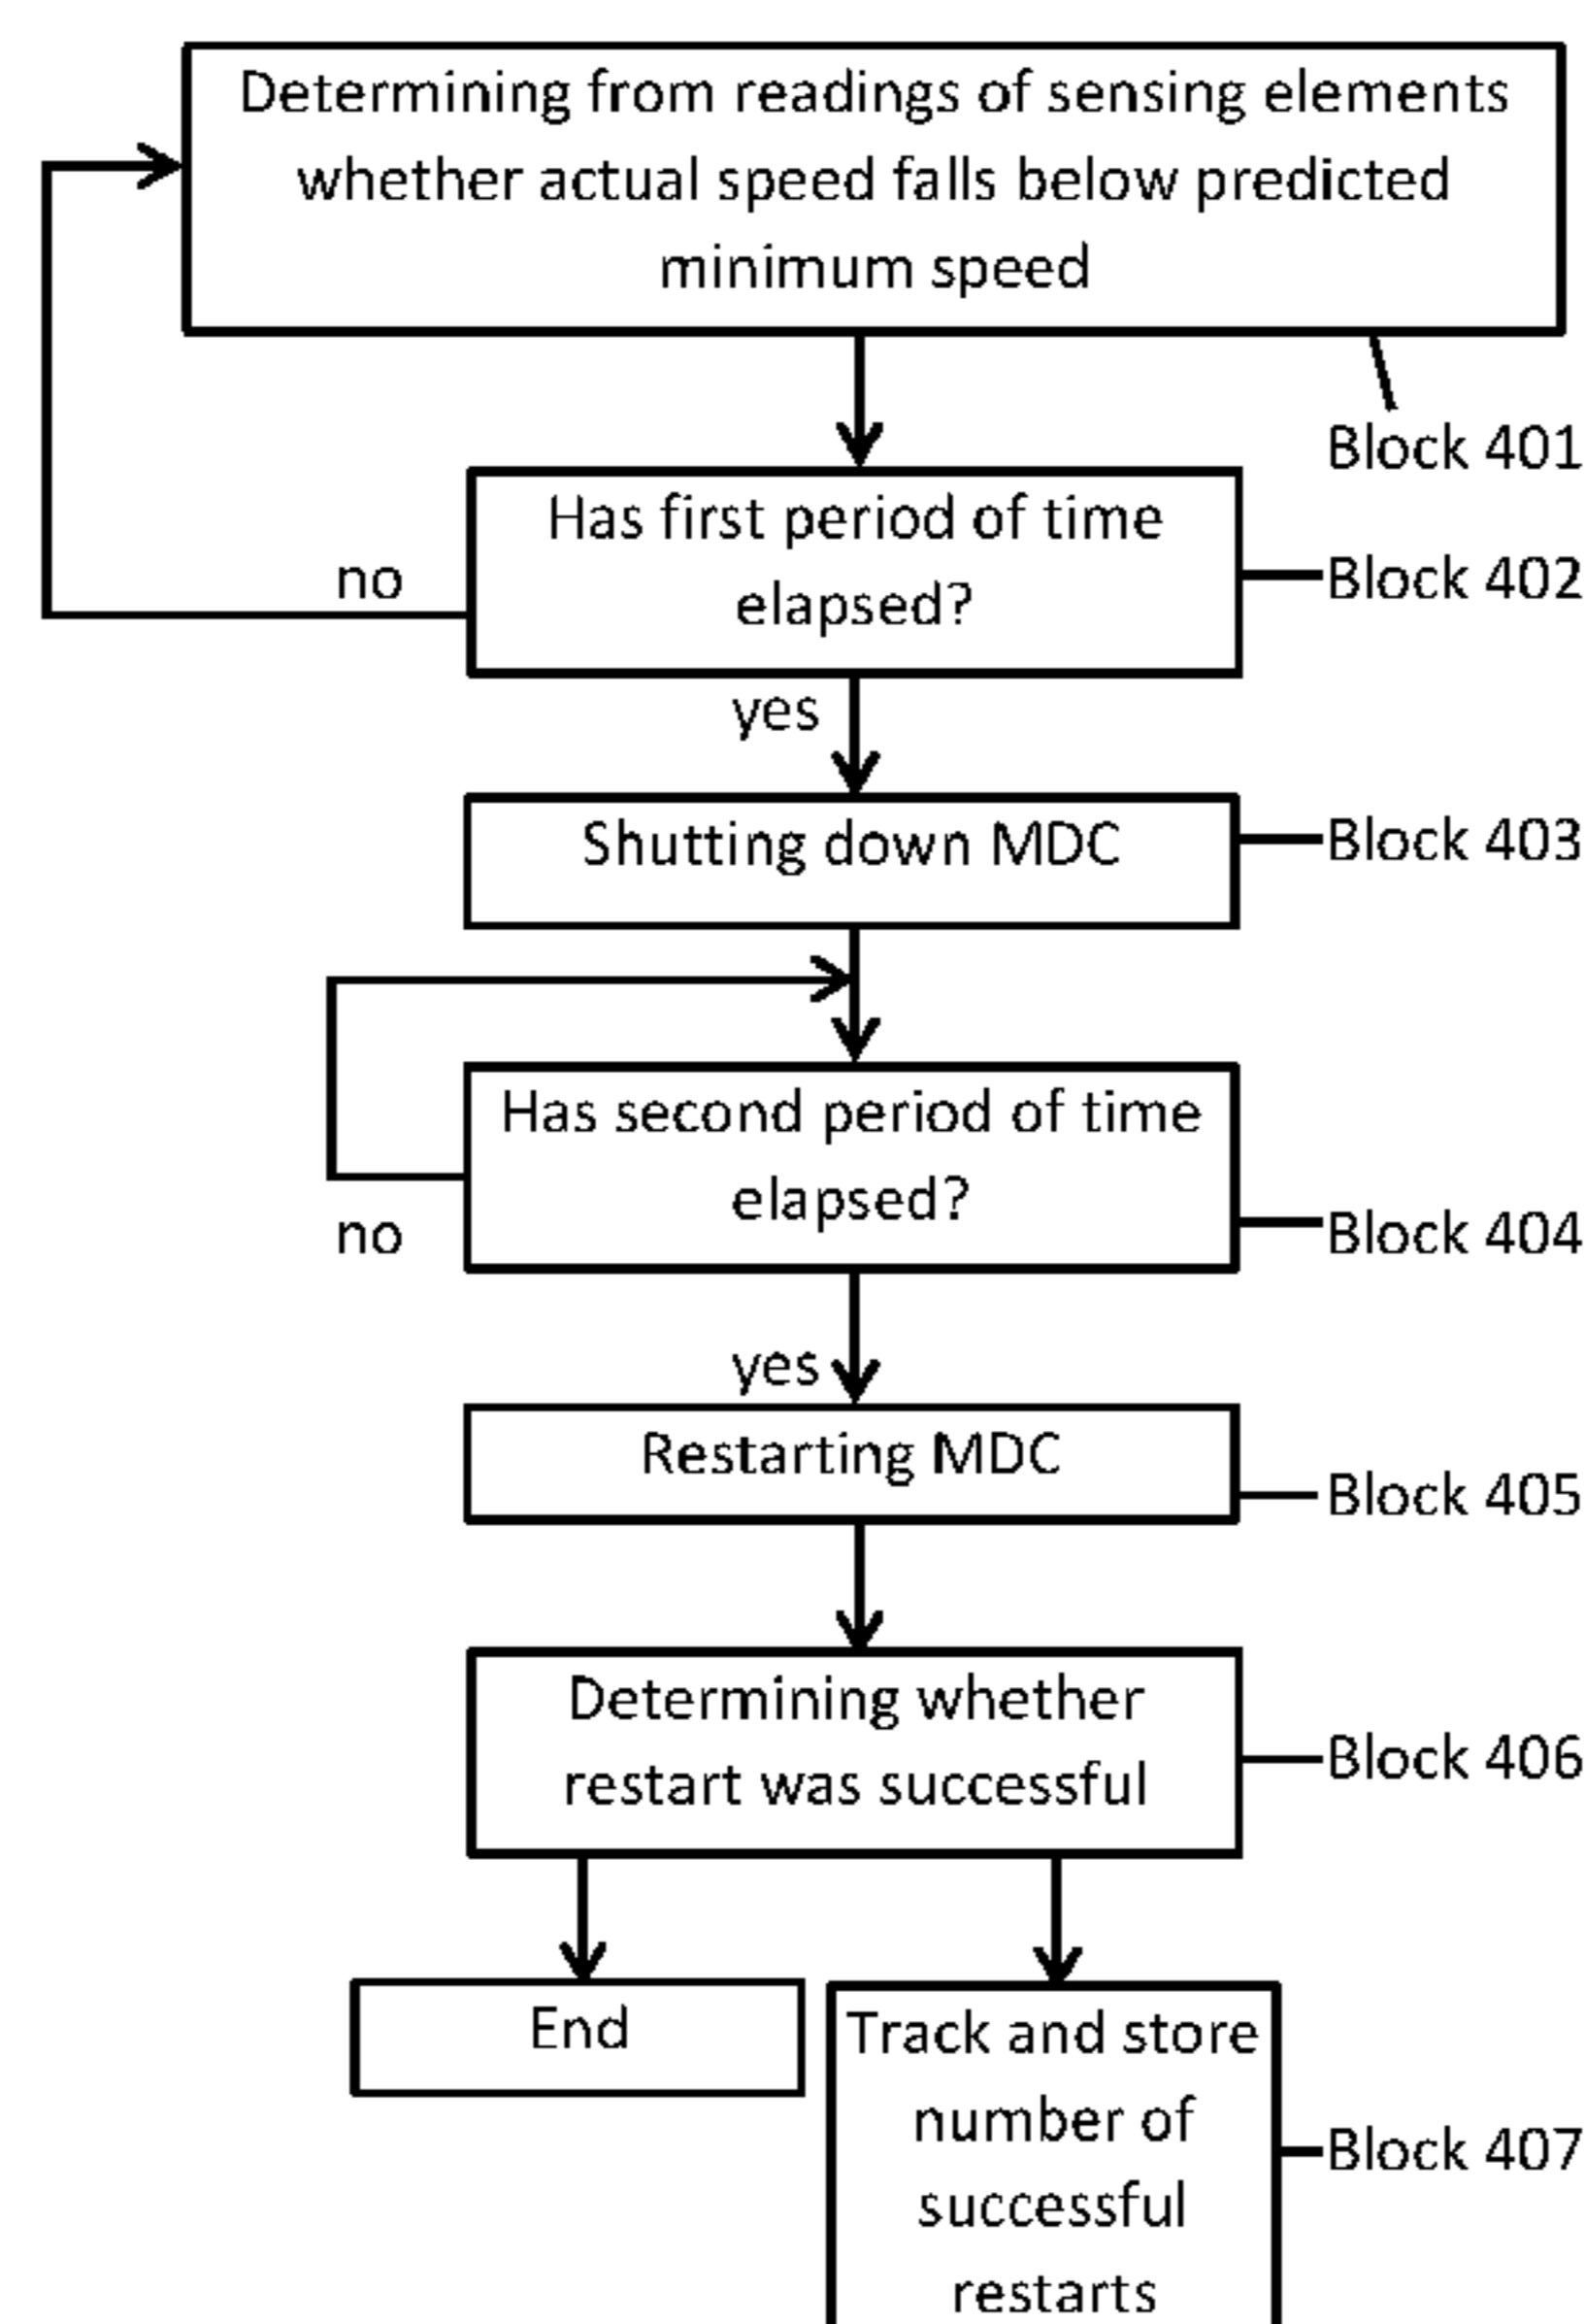 Determining from readings of sensing elements
whether actual speed falls below predicted
minimum speed
Block 401
Has first period of time
elapsed?
Block 402
no
yes
Shutting down MDC
Block 403
Has second period of time
elapsed?
Block 404
no
yes
Restarting MDC
Block 405
Determining whether
restart was successful
Block 406
End
Track and store
number of
successful
restarts
Block 407